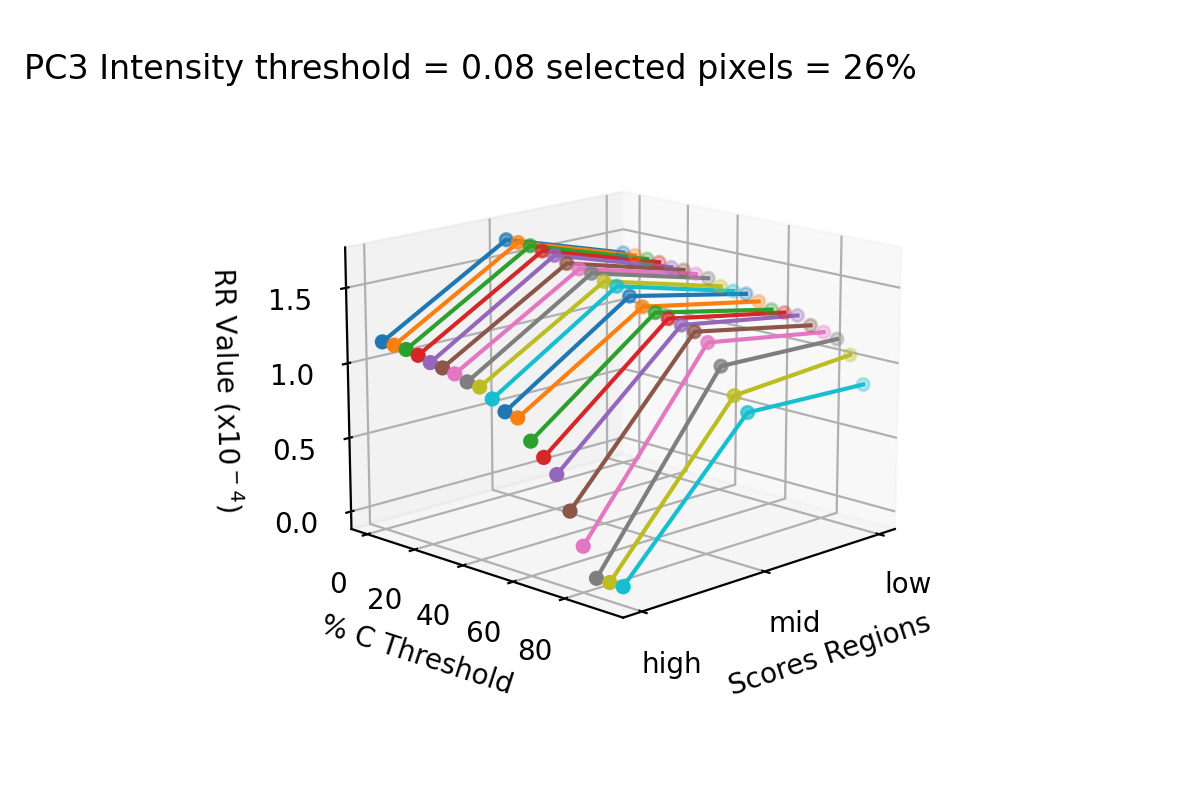 PC3 Intensity threshold = 0.08 selected pixels = 26%
RR Value (x10⁻⁴)
1.5
1.0
0.5
0.0
0
20
40
60
80
% C Threshold
high
mid
low
Scores Regions